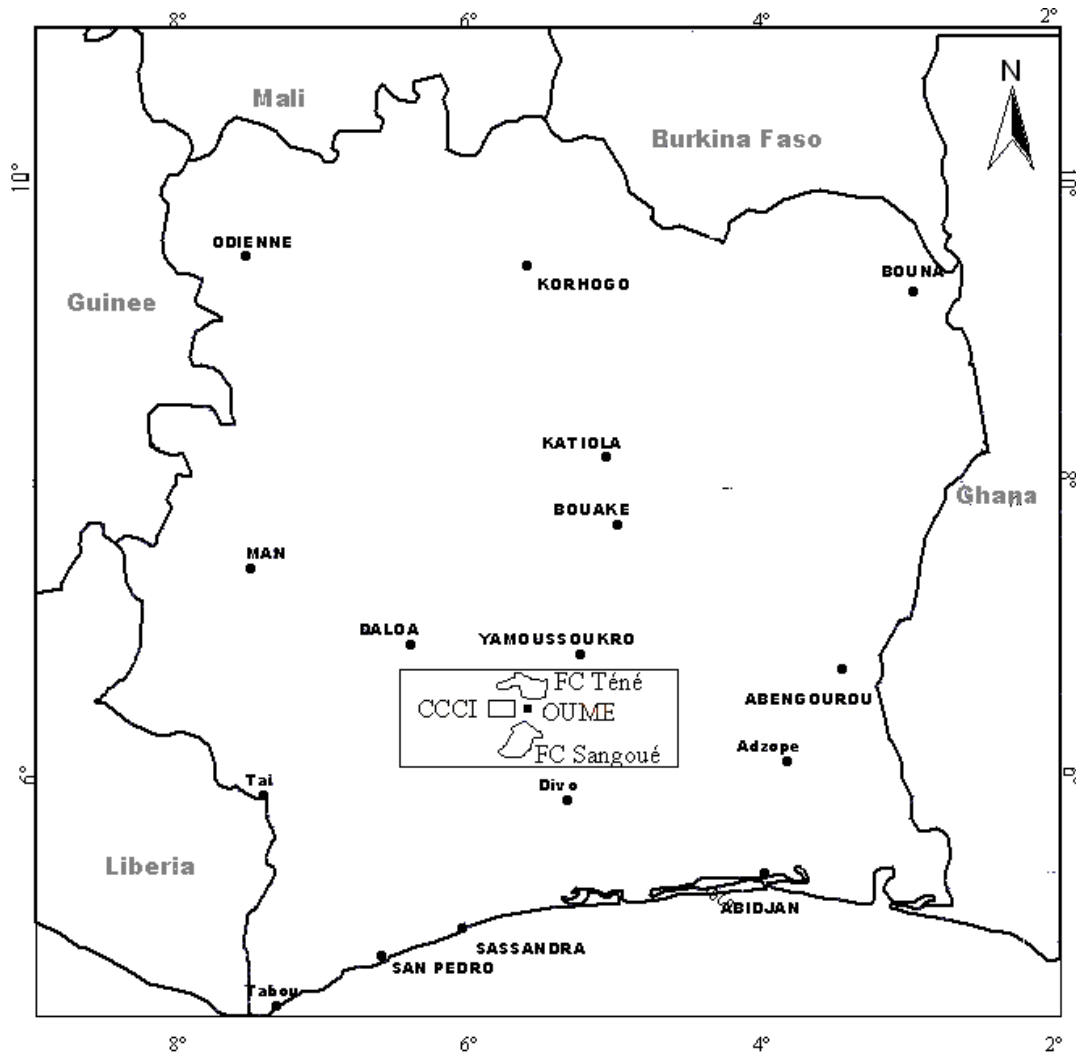 8° 6° 4° 2°
N
Mali
Burkina Faso
10°
ODIENNE
KORHOGO
BOUNA
Guinee
KATIOLA
Ghana
BOUAKE
MAN
DALOA
YAMOUSSOUKRO
FC Téné
CCCI
OUME
ABENGOUROU
FC Sangoué
Adzope
6°
Tai
Divo
Liberia
ABIDJAN
SASSANDRA
SAN PEDRO
Tabou
8° 6° 4° 2°